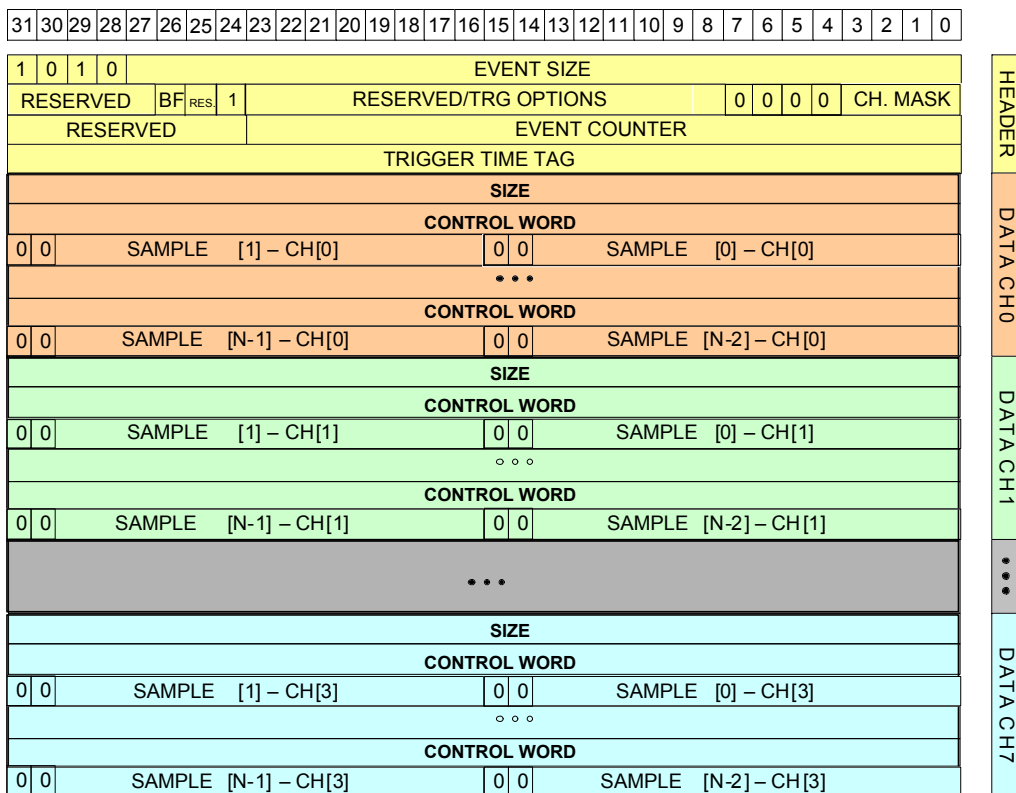 31 30 29 28 27 26 25 24 23 22 21 20 19 18 17 16 15 14 13 12 11 10 9 8 7 6 5 4 3 2 1 0
1 0 1 0 EVENT SIZE
RESERVED BF RES. 1 RESERVED/TRG OPTIONS 0 0 0 0 CH. MASK
RESERVED EVENT COUNTER
TRIGGER TIME TAG
HEADER
SIZE
CONTROL WORD
0 0 SAMPLE [1] – CH[0] 0 0 SAMPLE [0] – CH[0]
• • •
CONTROL WORD
0 0 SAMPLE [N-1] – CH[0] 0 0 SAMPLE [N-2] – CH[0]
DATA CH0
SIZE
CONTROL WORD
0 0 SAMPLE [1] – CH[1] 0 0 SAMPLE [0] – CH[1]
○ ○ ○
CONTROL WORD
0 0 SAMPLE [N-1] – CH[1] 0 0 SAMPLE [N-2] – CH[1]
DATA CH1
• • •
• • •
SIZE
CONTROL WORD
0 0 SAMPLE [1] – CH[3] 0 0 SAMPLE [0] – CH[3]
○ ○ ○
CONTROL WORD
0 0 SAMPLE [N-1] – CH[3] 0 0 SAMPLE [N-2] – CH[3]
DATA CH7